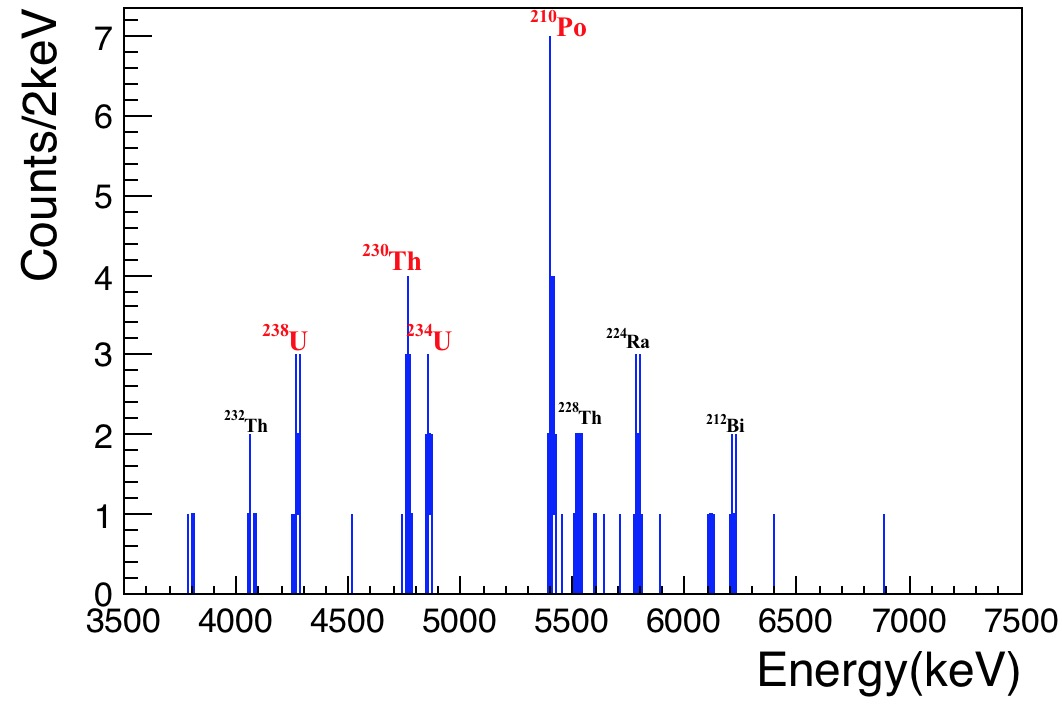 Counts/2keV
7
6
5
4
3
2
1
0
²¹⁰Po
²³⁰Th
²³⁸U
²³⁴U
²²⁴Ra
²³²Th
²²⁸Th
²¹²Bi
3500 4000 4500 5000 5500 6000 6500 7000 7500
Energy(keV)